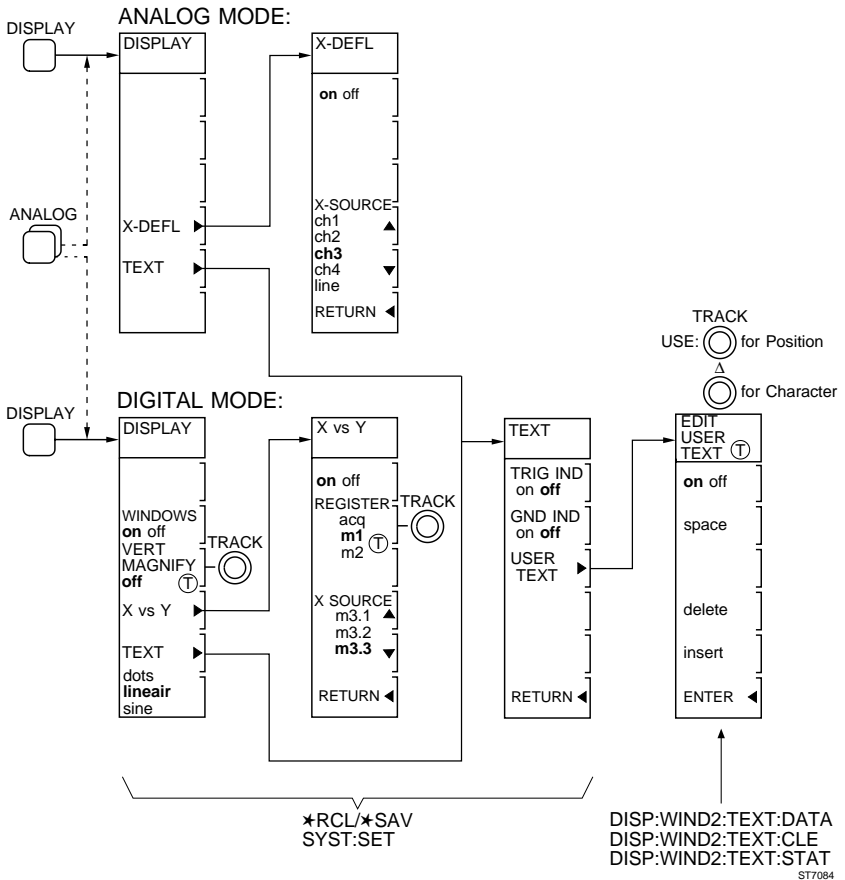 ANALOG MODE:
DISPLAY
DISPLAY
X-DEFL
on off
X-SOURCE
ch1
ch2
ch3
ch4
line
RETURN
ANALOG
X-DEFL
TEXT
TRACK
USE: for Position
Δ
for Character
DIGITAL MODE:
DISPLAY
DISPLAY
WINDOWS
on off
VERT
MAGNIFY
off T
TRACK
X vs Y
TEXT
dots
lineair
sine
X vs Y
on off
REGISTER
acq
m1
m2
T
TRACK
X SOURCE
m3.1
m3.2
m3.3
RETURN
TEXT
TRIG IND
on off
GND IND
on off
USER
TEXT
RETURN
EDIT
USER
TEXT T
on off
space
delete
insert
ENTER
*RCL/*SAV
SYST:SET
DISP:WIND2:TEXT:DATA
DISP:WIND2:TEXT:CLE
DISP:WIND2:TEXT:STAT
ST7084